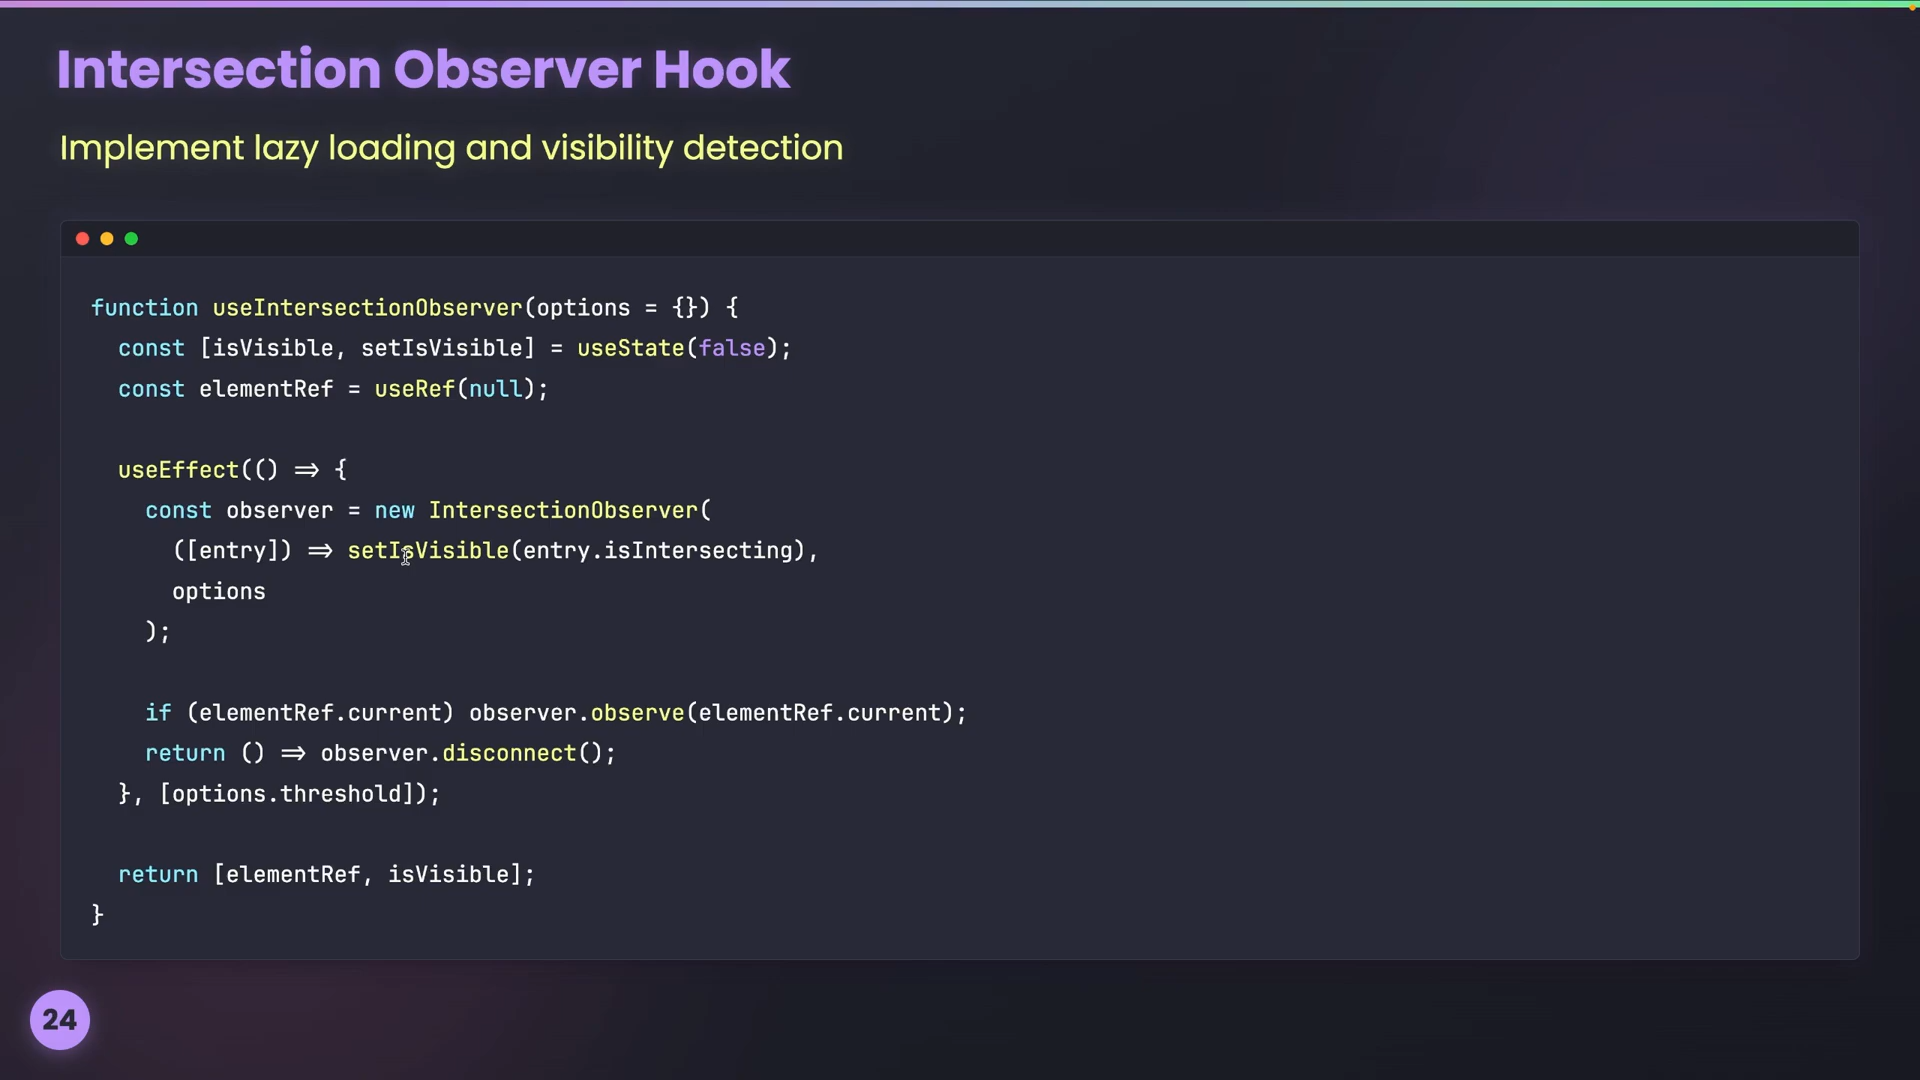 Intersection Observer Hook
Implement lazy loading and visibility detection
function useIntersectionObserver(options = {}) {
  const [isVisible, setIsVisible] = useState(false);
  const elementRef = useRef(null);

  useEffect(() => {
    const observer = new IntersectionObserver(
      ([entry]) => setIsVisible(entry.isIntersecting),
      options
    );

    if (elementRef.current) observer.observe(elementRef.current);
    return () => observer.disconnect();
  }, [options.threshold]);

  return [elementRef, isVisible];
}
24